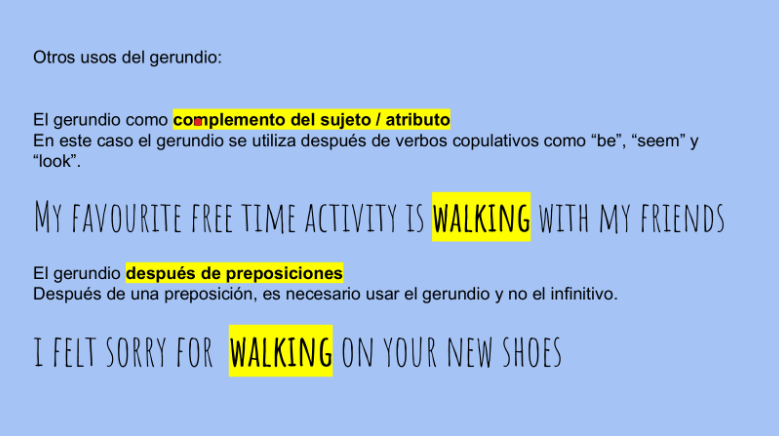 Otros usos del gerundio:
El gerundio como complemento del sujeto / atributo
En este caso el gerundio se utiliza después de verbos copulativos como “be”, “seem” y
“look”.
My favourite free time activity is walking with my friends
El gerundio después de preposiciones
Después de una preposición, es necesario usar el gerundio y no el infinitivo.
I felt sorry for walking on your new shoes